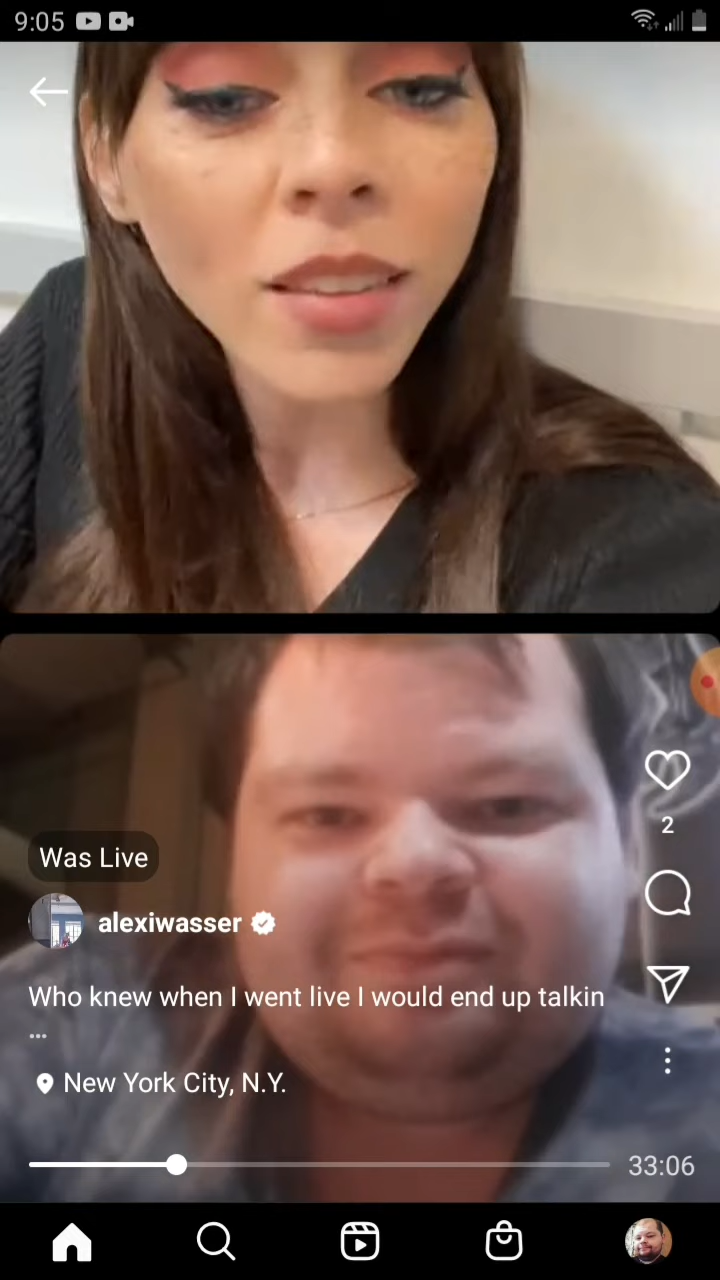 9:05
Was Live
alexiwasser
Who knew when I went live I would end up talkin
...
New York City, N.Y.
2
33:06